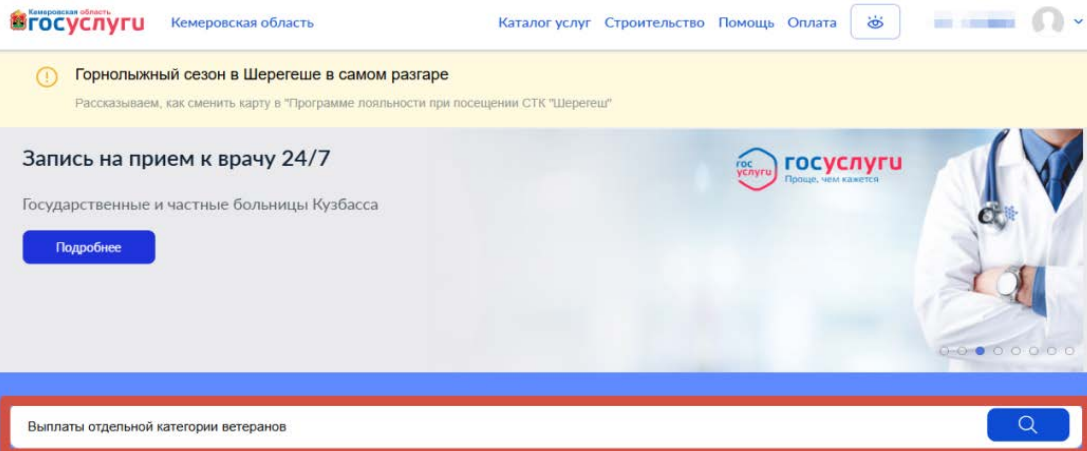 Кемеровская область
госуслуги
Кемеровская область
Каталог услуг Строительство Помощь Оплата
Горнолыжный сезон в Шерегеше в самом разгаре
Рассказываем, как сменить карту в "Программе лояльности при посещении СТК "Шерегеш"
Запись на прием к врачу 24/7
Государственные и частные больницы Кузбасса
Подробнее
гос
услуги
госуслуги
Проще, чем кажется
Выплаты отдельной категории ветеранов